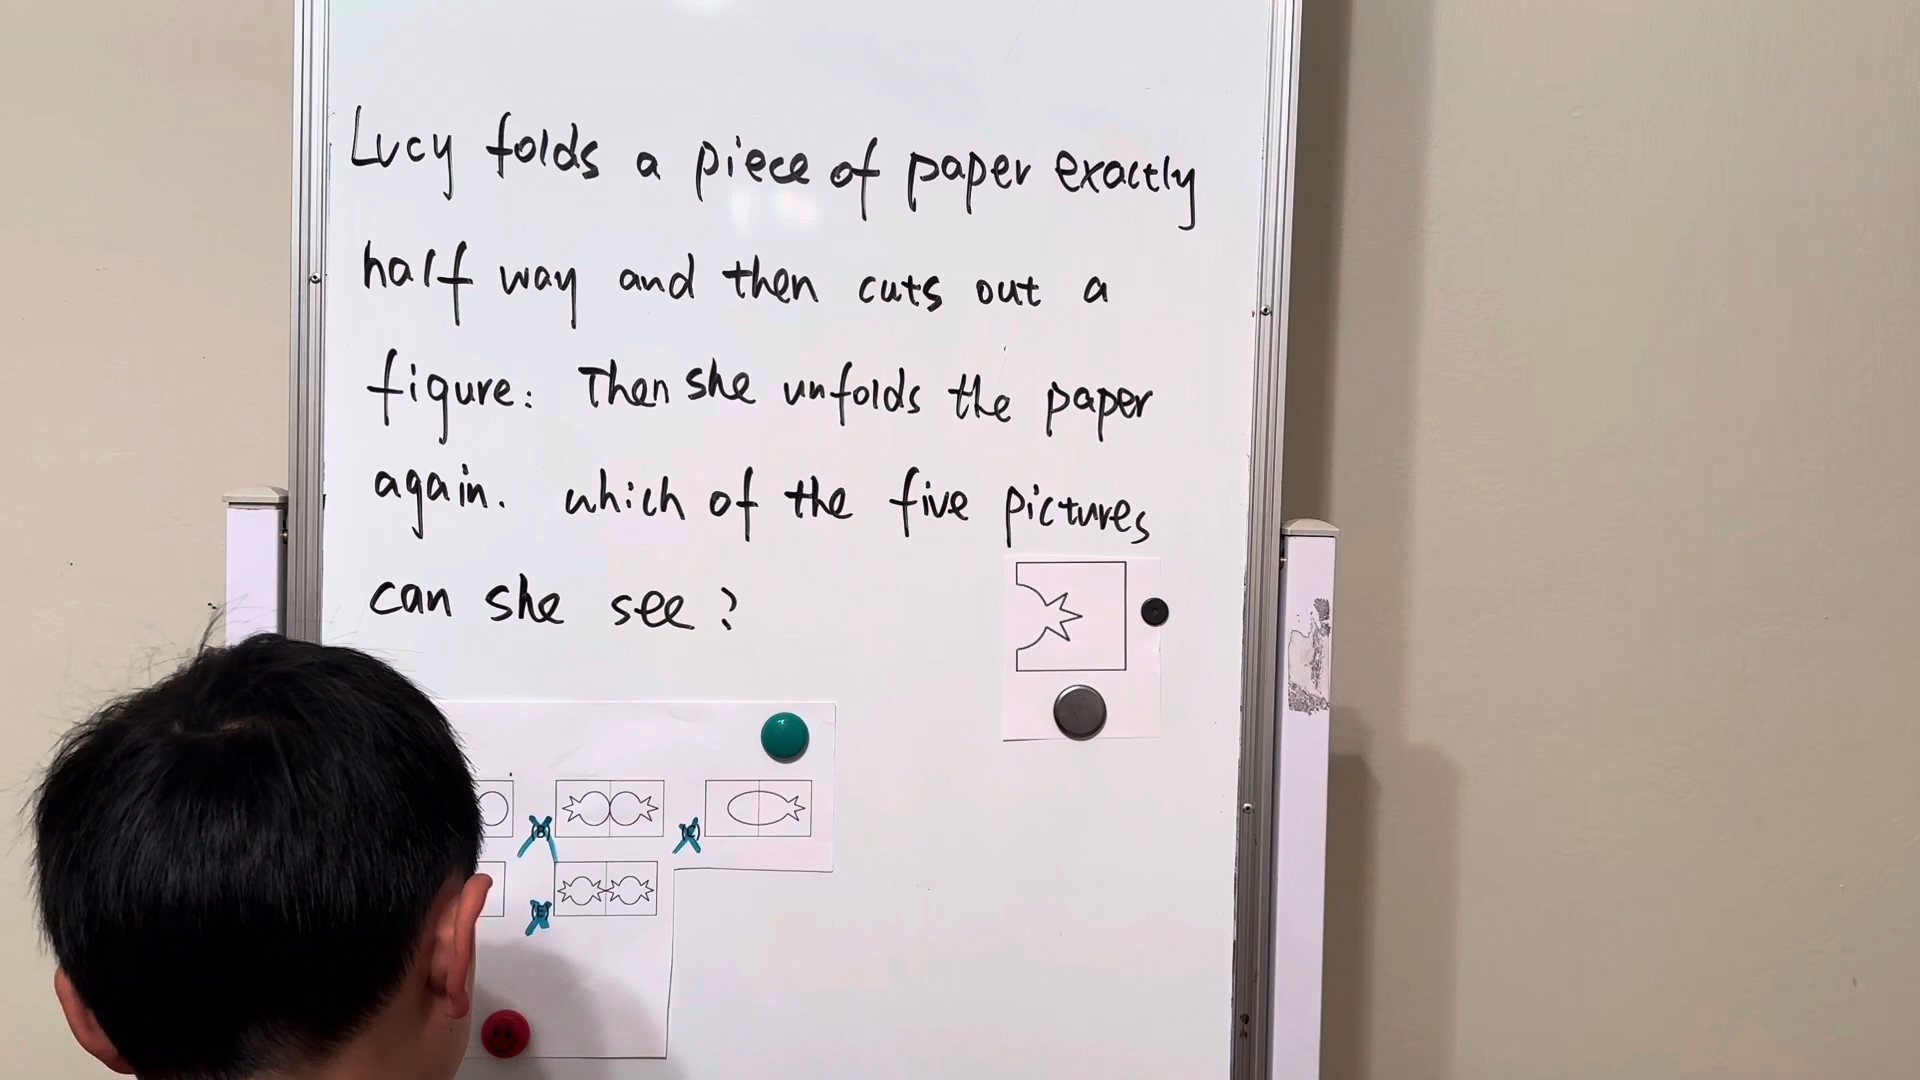 Lucy folds a piece of paper exactly
half way and then cuts out a
figure: Then she unfolds the paper
again. which of the five pictures
can she see?
(B)
(C)
(E)